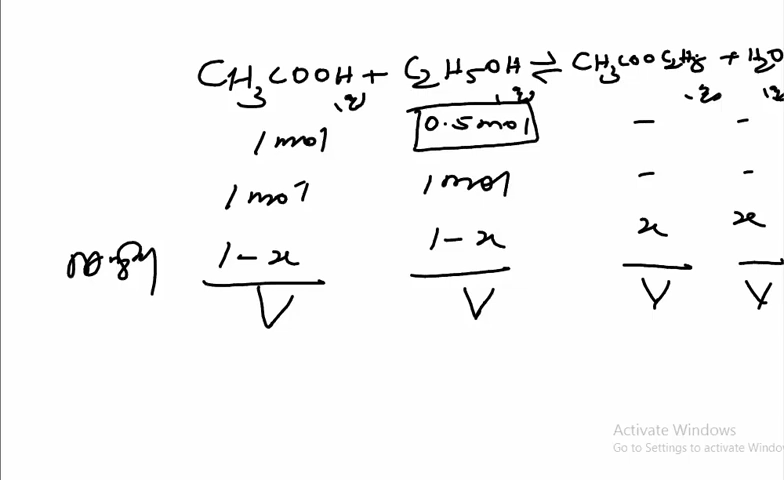 CH3COOH + C2H5OH ⇌ CH3COOC2H5 + H2O
1 mol 0.5 mol - -
1 mol 1 mol - -
1-x 1-x x x
V V V V
Activate Windows
Go to Settings to activate Windo